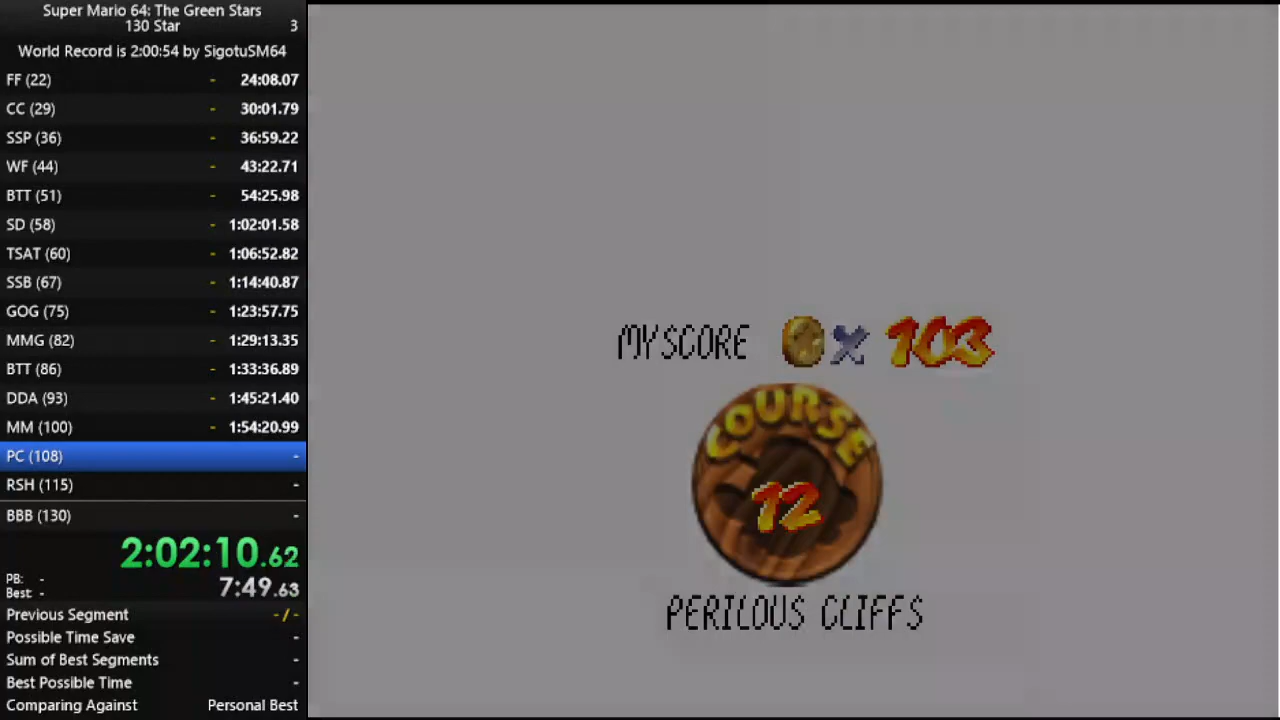 Super Mario 64: The Green Stars
130 Star 3
World Record is 2:00:54 by SigotuSM64
FF (22) - 24:08.07
CC (29) - 30:01.79
SSP (36) - 36:59.22
WF (44) - 43:22.71
BTT (51) - 54:25.98
SD (58) - 1:02:01.58
TSAT (60) - 1:06:52.82
SSB (67) - 1:14:40.87
GOG (75) - 1:23:57.75
MMG (82) - 1:29:13.35
BTT (86) - 1:33:36.89
DDA (93) - 1:45:21.40
MM (100) - 1:54:20.99
PC (108) -
RSH (115) -
BBB (130) -
2:02:10.62
PB: -
Best: - 7:49.63
Previous Segment - / -
Possible Time Save -
Sum of Best Segments -
Best Possible Time -
Comparing Against Personal Best
MY SCORE × 103
COURSE
12
PERILOUS CLIFFS